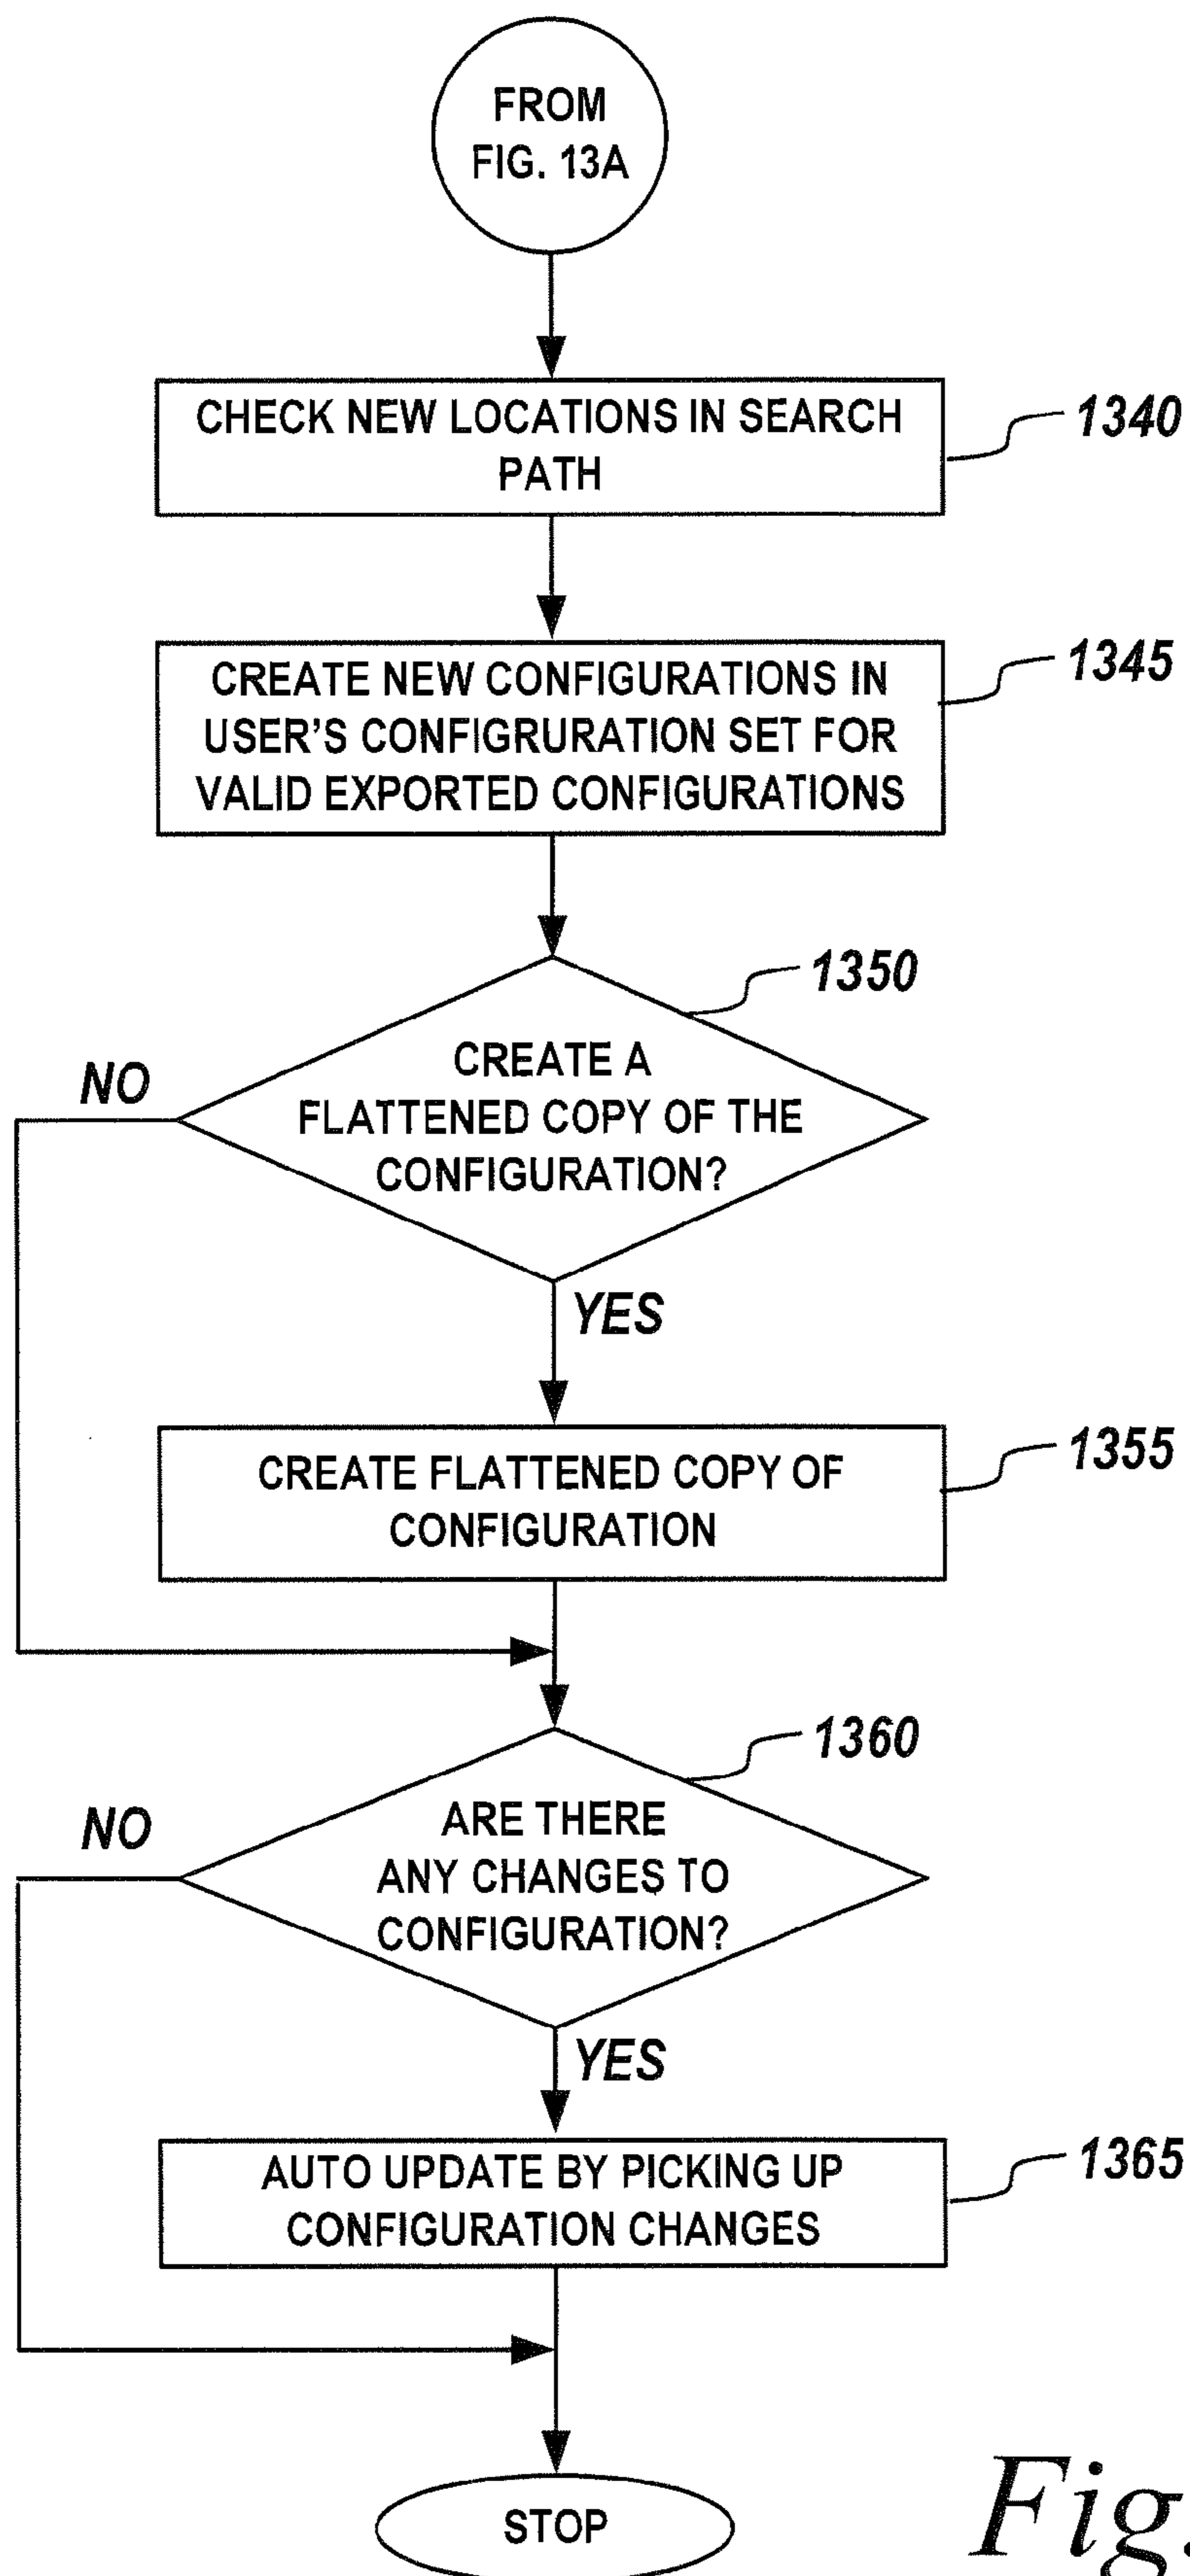 FROM
FIG. 13A
CHECK NEW LOCATIONS IN SEARCH
PATH
1340
CREATE NEW CONFIGURATIONS IN
USER'S CONFIGRURATION SET FOR
VALID EXPORTED CONFIGURATIONS
1345
1350
CREATE A
FLATTENED COPY OF THE
CONFIGURATION?
NO
YES
CREATE FLATTENED COPY OF
CONFIGURATION
1355
1360
ARE THERE
ANY CHANGES TO
CONFIGURATION?
NO
YES
AUTO UPDATE BY PICKING UP
CONFIGURATION CHANGES
1365
STOP
Fig.